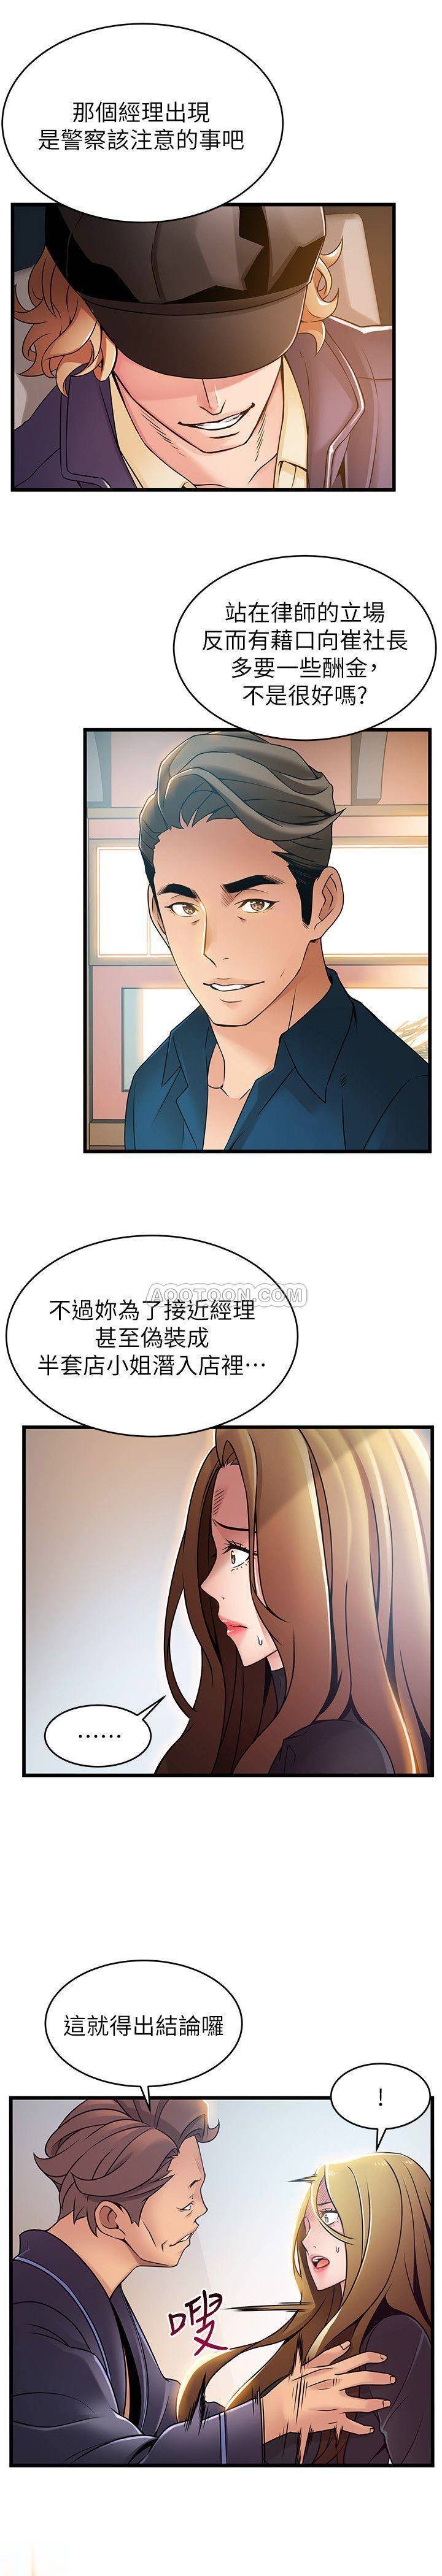 那個經理出現
是警察該注意的事吧
站在律師的立場
反而有藉口向崔社長
多要一些酬金，
不是很好嗎?
AQQTOON.COM
不過妳為了接近經理
甚至偽裝成
半套店小姐潛入店裡⋯
⋯⋯
這就得出結論囉
!
嗖